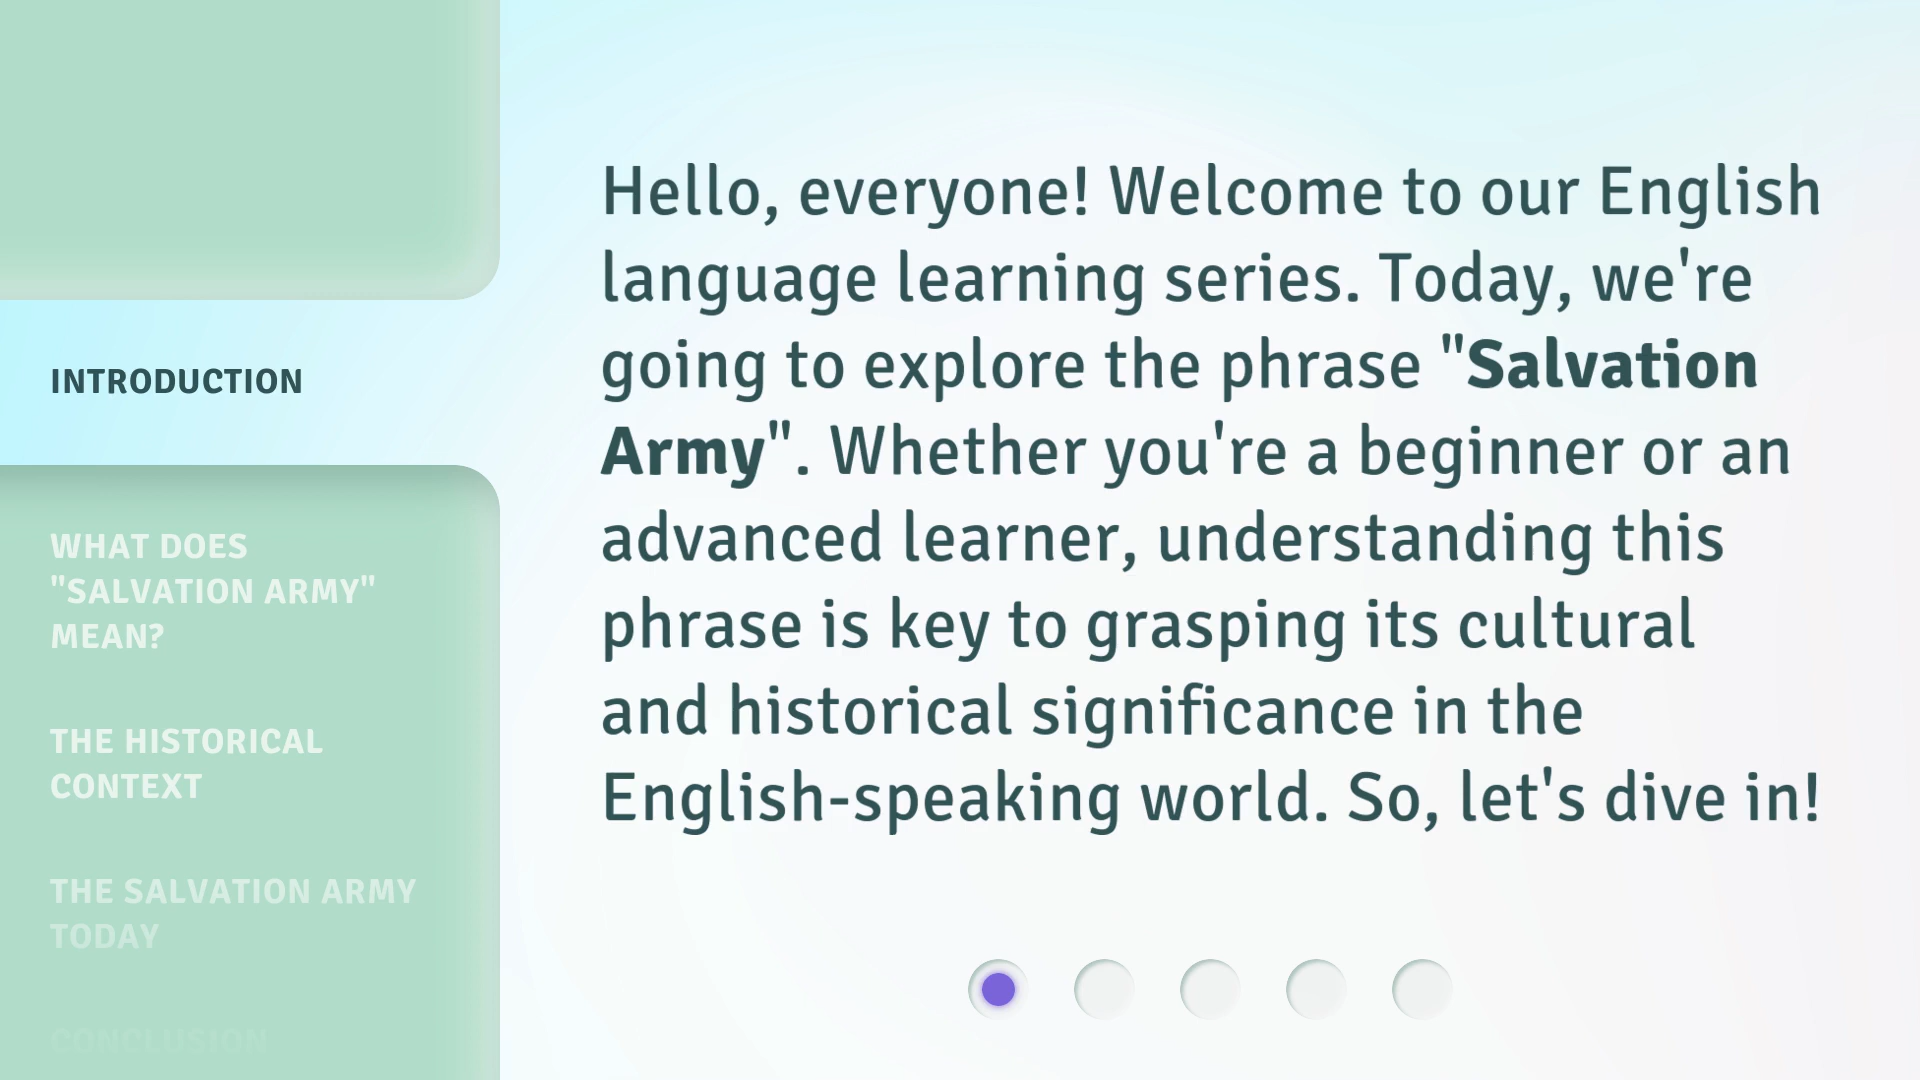 INTRODUCTION
WHAT DOES
"SALVATION ARMY"
MEAN?
THE HISTORICAL
CONTEXT
THE SALVATION ARMY
TODAY
CONCLUSION
Hello, everyone! Welcome to our English
language learning series. Today, we're
going to explore the phrase "Salvation
Army". Whether you're a beginner or an
advanced learner, understanding this
phrase is key to grasping its cultural
and historical significance in the
English-speaking world. So, let's dive in!